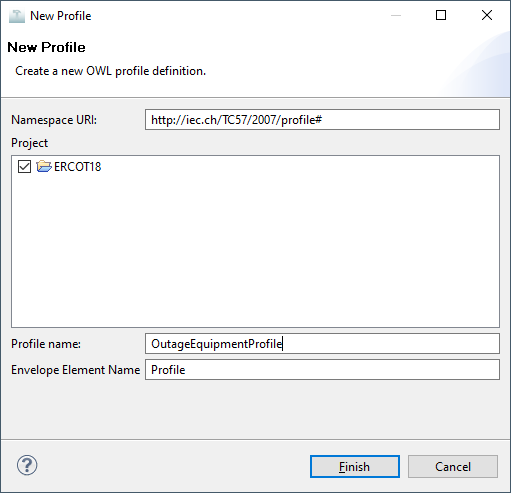 New Profile
New Profile
Create a new OWL profile definition.
Namespace URI: http://iec.ch/TC57/2007/profile#
Project
ERCOT18
Profile name: OutageEquipmentProfile
Envelope Element Name Profile
? Finish Cancel